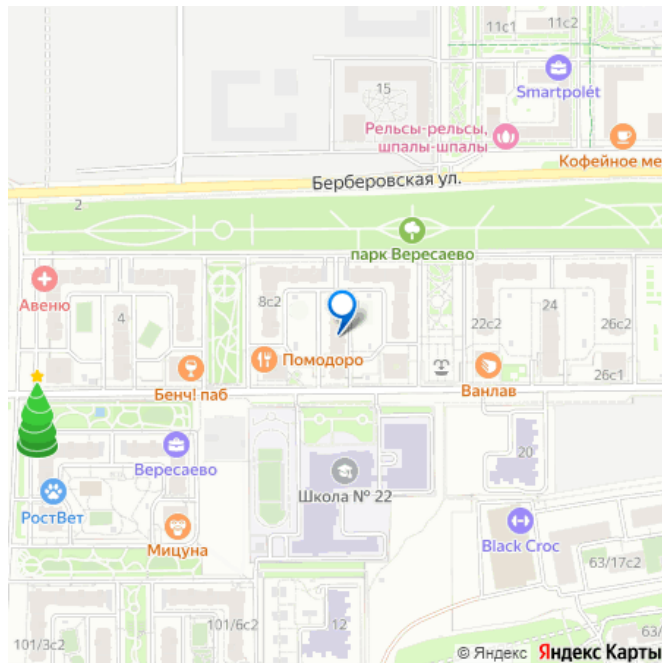 11с1
11с2
Smartpolét
15
Рельсы-рельсы,
шпалы-шпалы
Кофейное ме
Берберовская ул.
2
парк Вересаево
Авеню
8с2
4
24
22с2
26с2
Помодоро
Бенч! паб
Ванлав
26с1
Вересаево
20
Школа № 22
РостВет
Мицуна
Black Croc
63/17с2
12
101/6с2
101/3с2
63/
© Яндекс Яндекс Карты